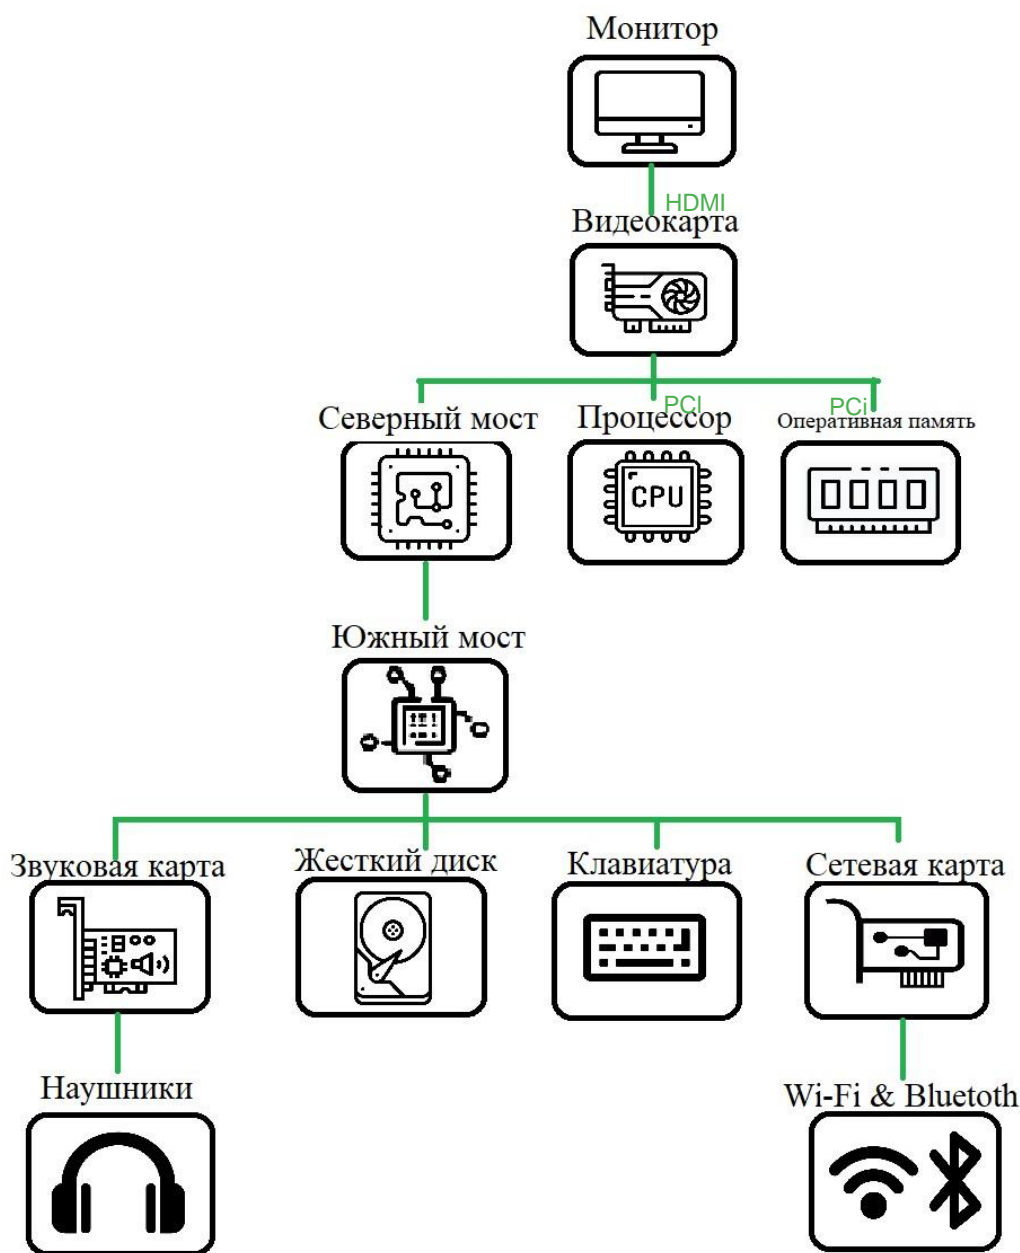 Монитор
HDMI
Видеокарта
Северный мост
PCI
Процессор
PCi
Оперативная память
CPU
Южный мост
Звуковая карта
Жесткий диск
Клавиатура
Сетевая карта
Наушники
Wi-Fi & Bluetoth